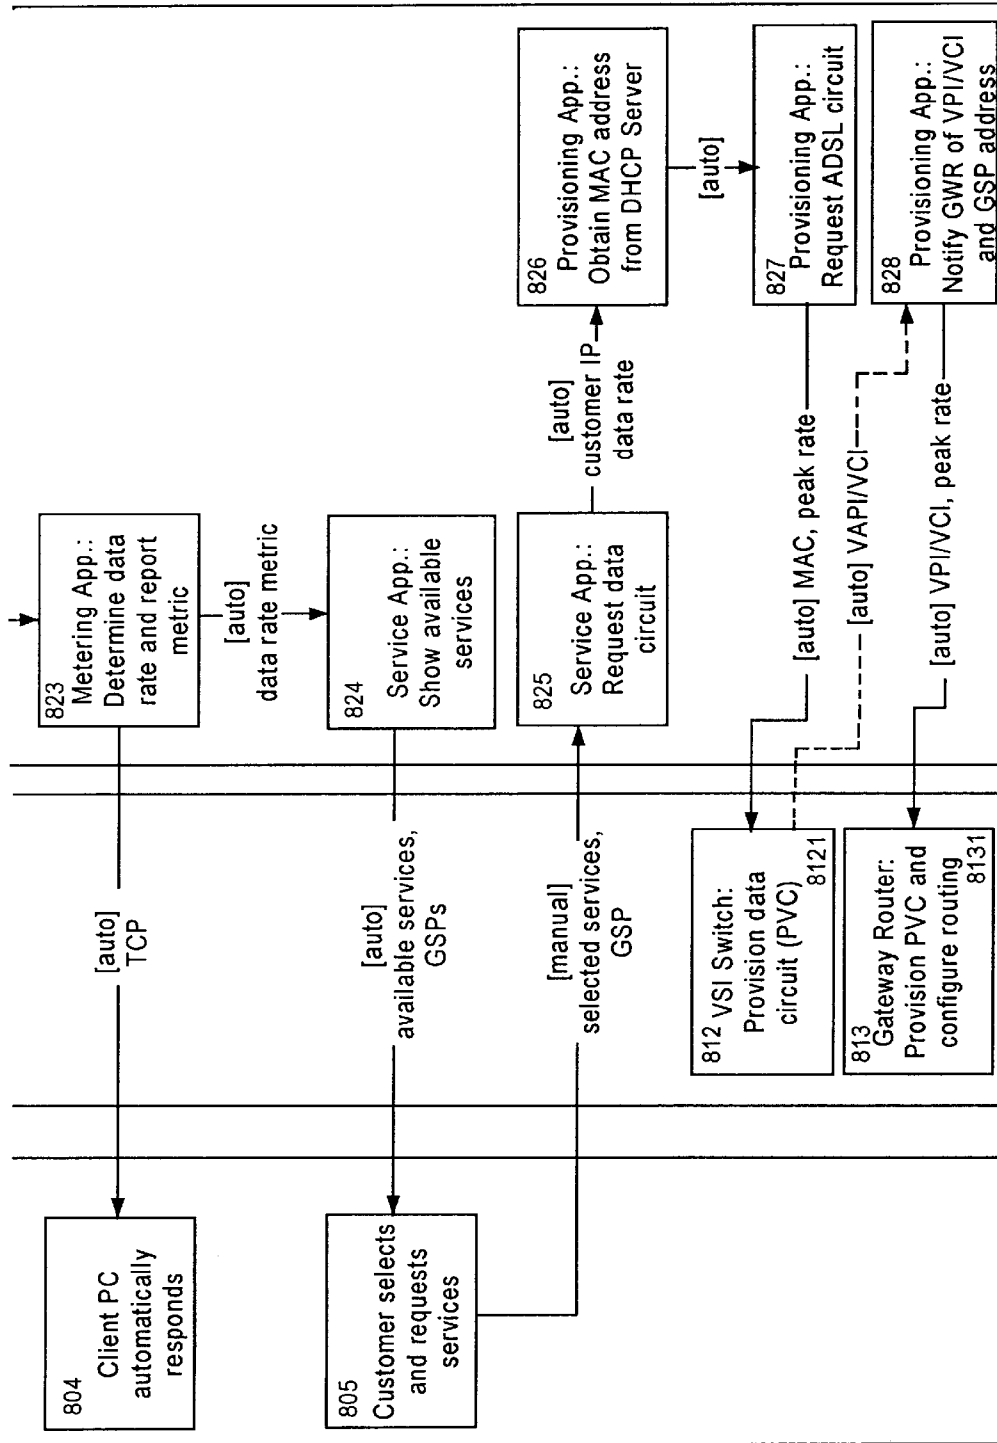 804
Client PC
automatically
responds
[auto]
TCP
823
Metering App.:
Determine data
rate and report
metric
[auto]
data rate metric
805
Customer selects
and requests
services
[auto]
available services,
GSPs
824
Service App.:
Show available
services
[manual]
selected services,
GSP
825
Service App.:
Request data
circuit
[auto]
customer IP
data rate
826
Provisioning App.:
Obtain MAC address
from DHCP Server
[auto]
827
Provisioning App.:
Request ADSL circuit
[auto] MAC, peak rate
812 VSI Switch:
Provision data
circuit (PVC)
8121
[auto] VAPI/VCI
828
Provisioning App.:
Notify GWR of VPI/VCI
and GSP address
[auto] VPI/VCI, peak rate
813
Gateway Router:
Provision PVC and
configure routing
8131